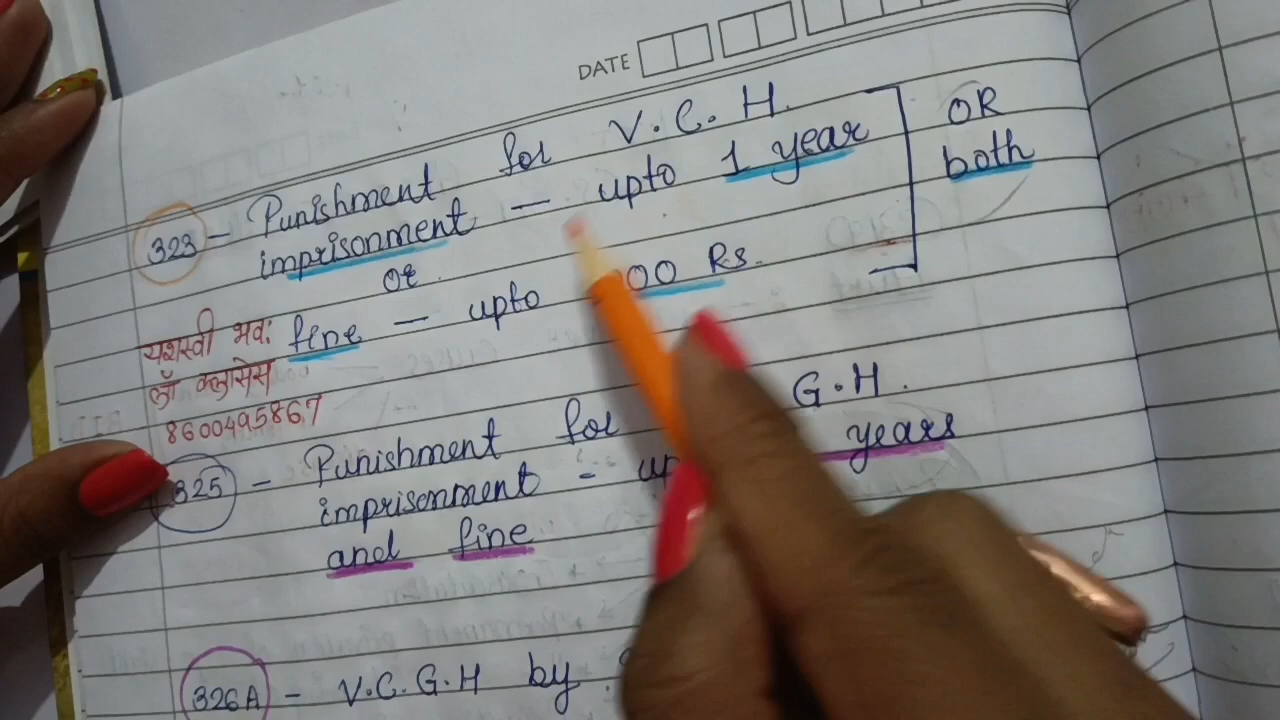 DATE
323 - Punishment for V.C.H.
imprisonment - upto 1 year
or
fine - upto 00 Rs.
OR
both
यशस्वी भव:
लॉ क्लासेस
8600495867
325 - Punishment for G.H.
imprisonment - up years
and fine
326A - V.C.G.H by